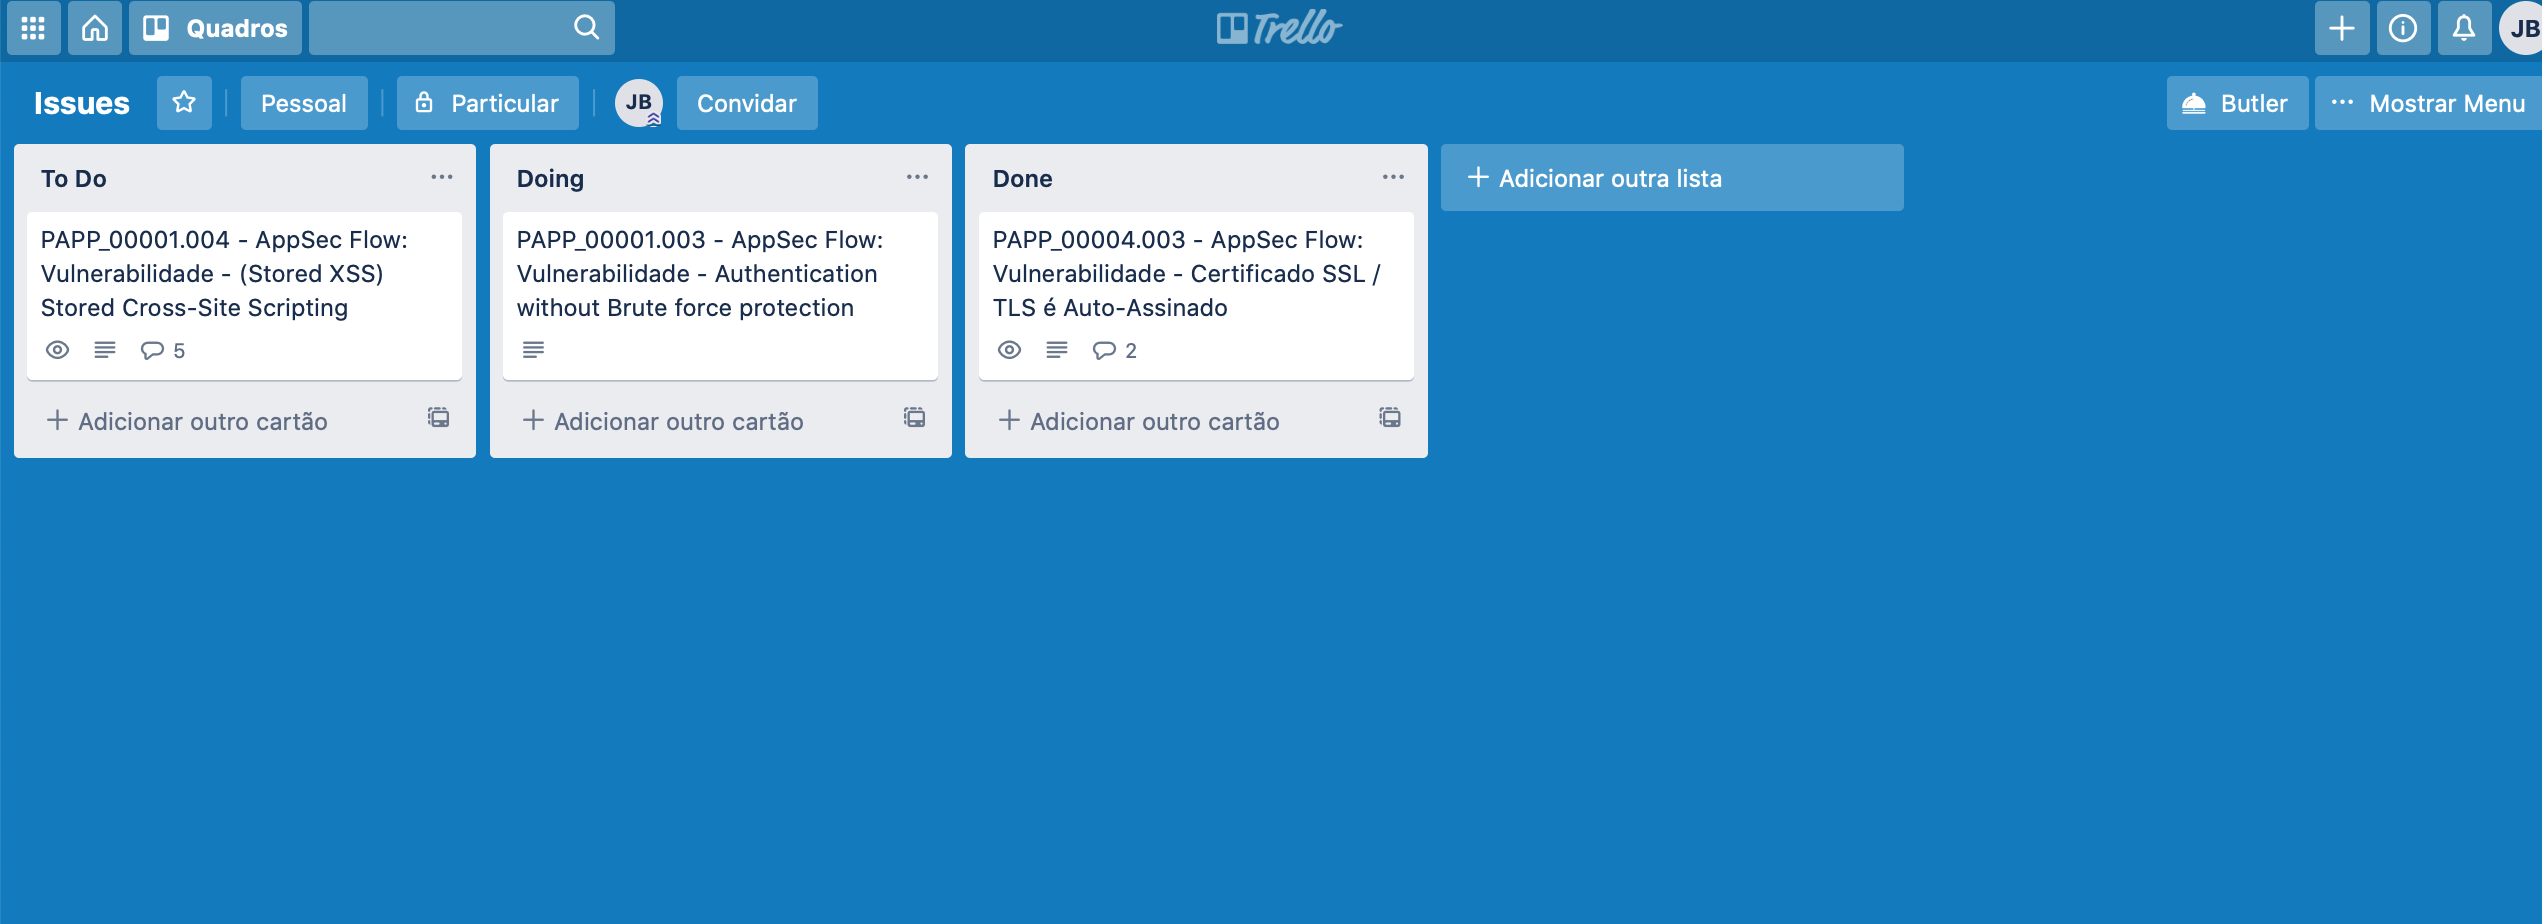 Quadros
Trello
JB
Issues
Pessoal
Particular
JB
Convidar
Butler
Mostrar Menu
To Do
PAPP_00001.004 - AppSec Flow:
Vulnerabilidade - (Stored XSS)
Stored Cross-Site Scripting
5
Adicionar outro cartão
Doing
PAPP_00001.003 - AppSec Flow:
Vulnerabilidade - Authentication
without Brute force protection
Adicionar outro cartão
Done
PAPP_00004.003 - AppSec Flow:
Vulnerabilidade - Certificado SSL /
TLS é Auto-Assinado
2
Adicionar outro cartão
Adicionar outra lista